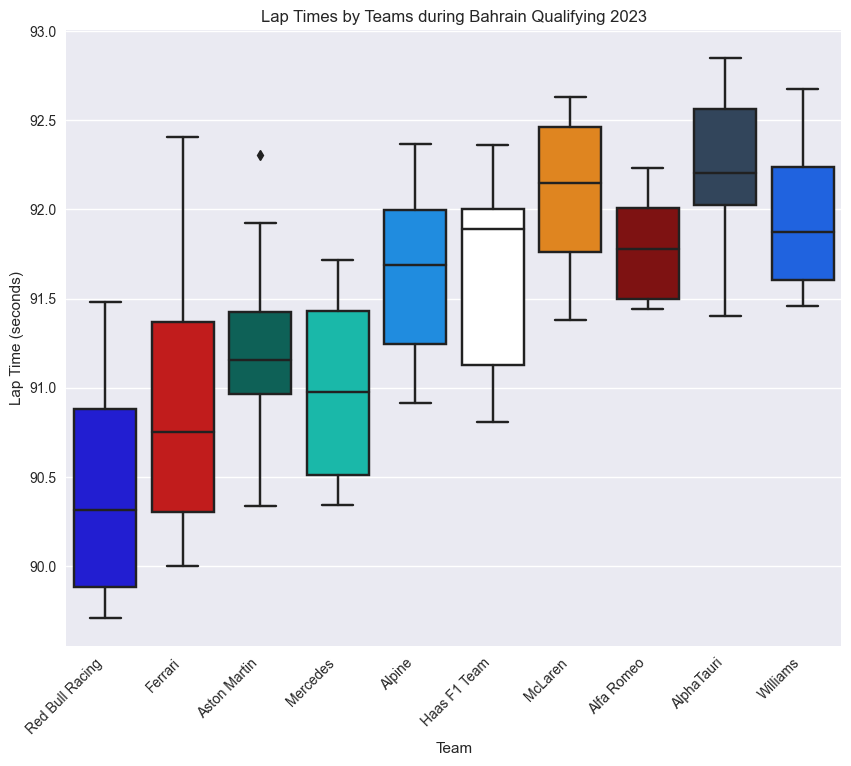 Lap Times by Teams during Bahrain Qualifying 2023
Lap Time (seconds)
93.0
92.5
92.0
91.5
91.0
90.5
90.0
Red Bull Racing
Ferrari
Aston Martin
Mercedes
Alpine
Haas F1 Team
McLaren
Alfa Romeo
AlphaTauri
Williams
Team